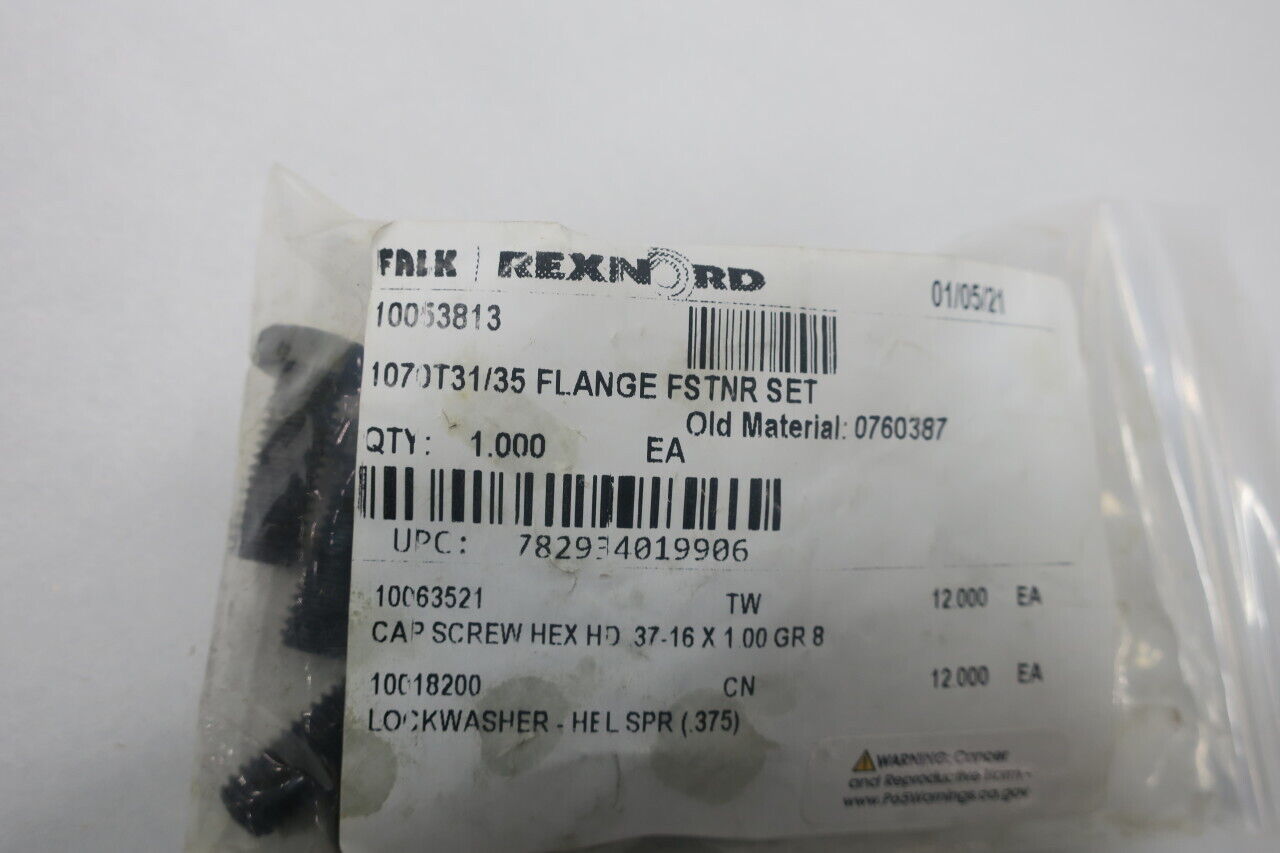 FALK | REXNORD
01/05/21
10053813
1070T31/35 FLANGE FSTNR SET
Old Material: 0760387
QTY: 1.000 EA
UPC: 782934019906
10063521 TW 12.000 EA
CAP SCREW HEX HD .37-16 X 1.00 GR 8
10018200 CN 12.000 EA
LOCKWASHER - HEL SPR (.375)
WARNING: Cancer
and Reproductive Harm -
www.P65Warnings.ca.gov